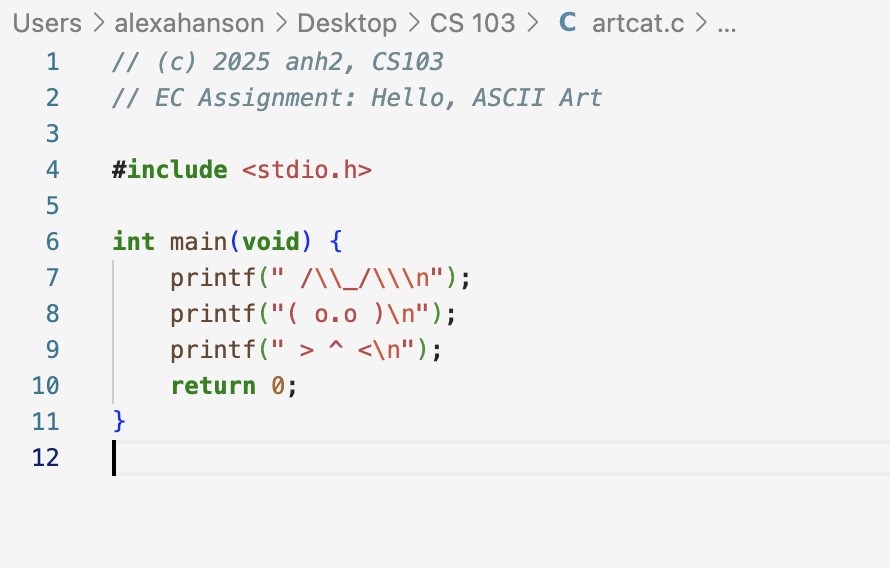 Users > alexahanson > Desktop > CS 103 > C artcat.c > ...
1 // (c) 2025 anh2, CS103
2 // EC Assignment: Hello, ASCII Art
3
4 #include <stdio.h>
5
6 int main(void) {
7     printf(" /\\_/\\\n");
8     printf("( o.o )\n");
9     printf(" > ^ <\n");
10     return 0;
11 }
12